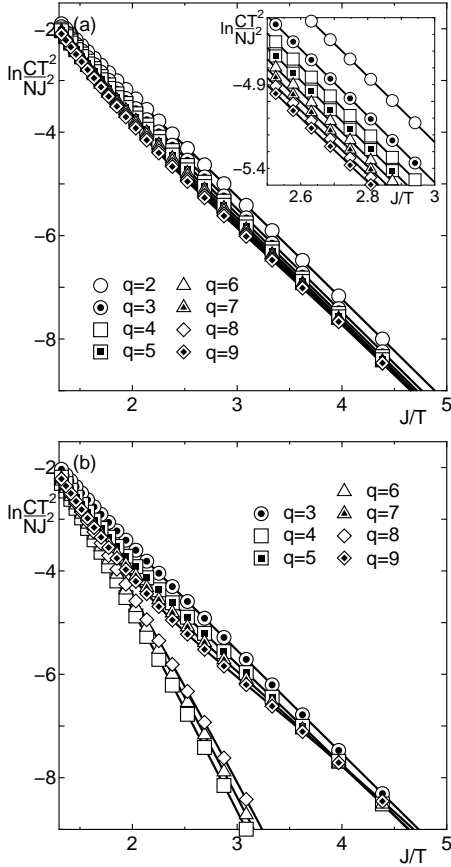 (a)
−2
ln CT²/NJ²
−4
−6
−8
2
3
4
5
J/T
q=2
q=3
q=4
q=5
q=6
q=7
q=8
q=9
ln CT²/NJ²
−4.9
−5.4
2.6
2.8
3
J/T
(b)
−2
ln CT²/NJ²
−4
−6
−8
2
3
4
5
J/T
q=3
q=4
q=5
q=6
q=7
q=8
q=9